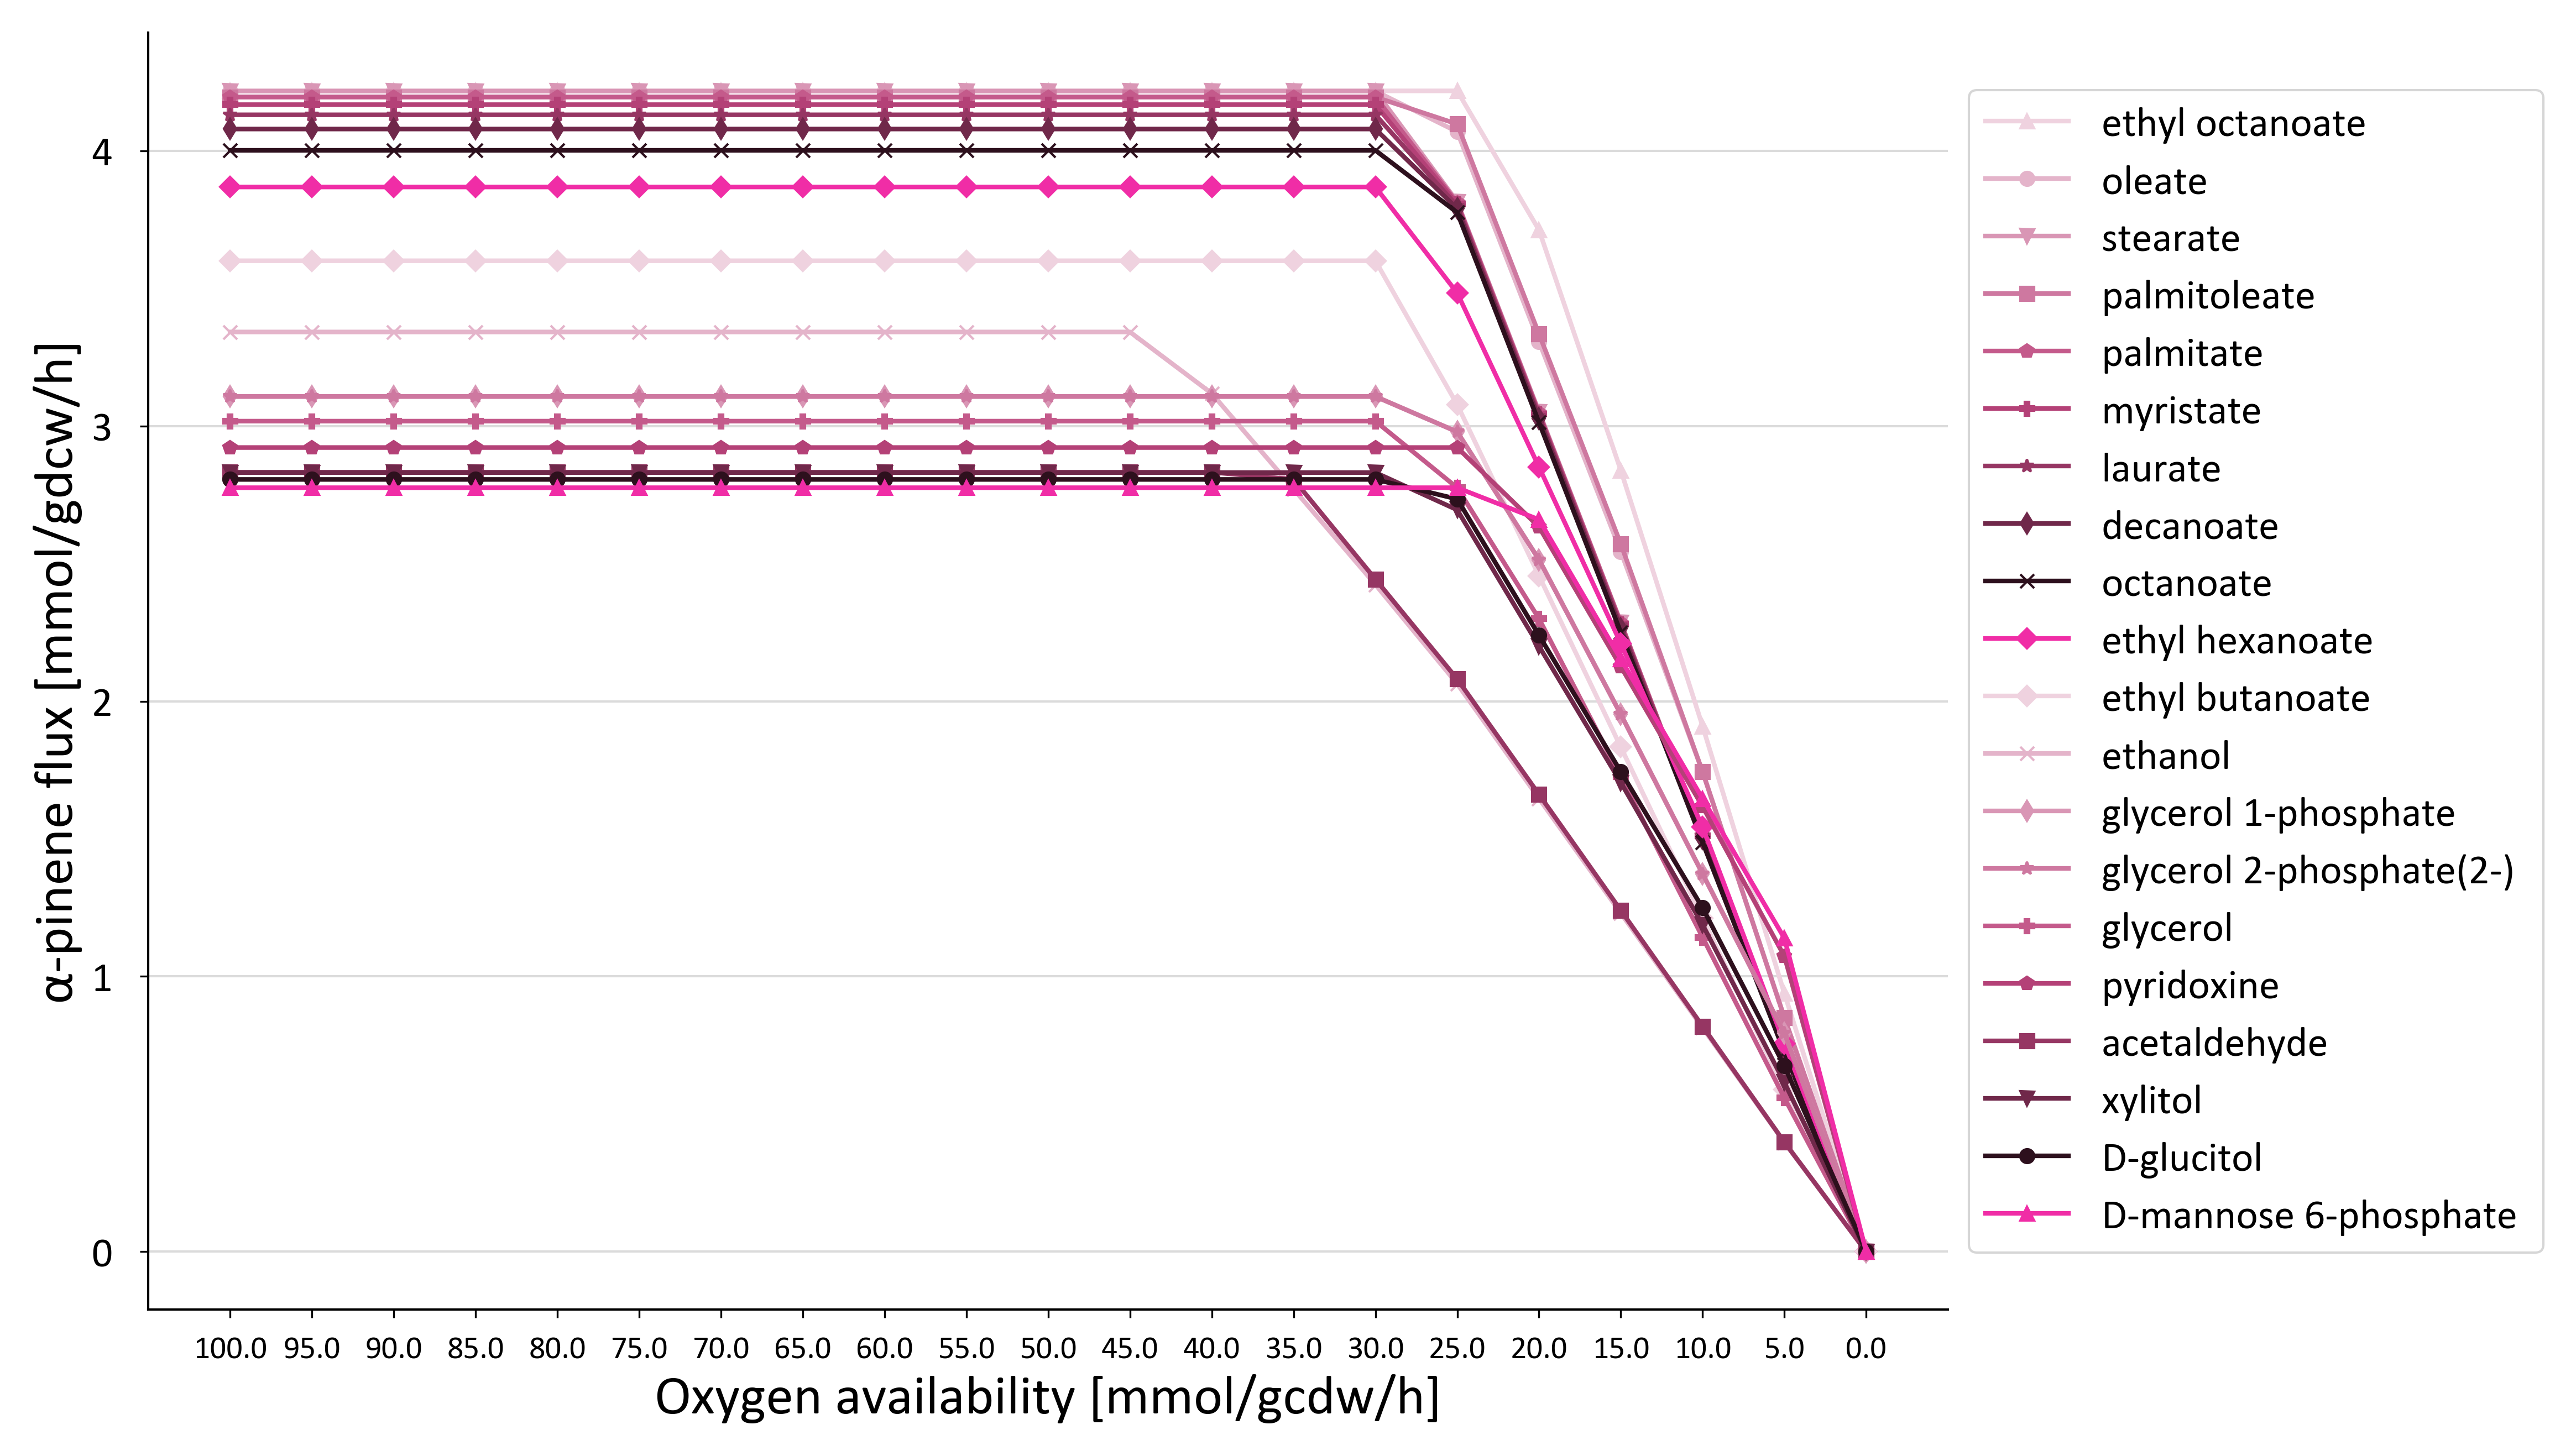 α-pinene flux [mmol/gdcw/h]
4
3
2
1
0
100.0 95.0 90.0 85.0 80.0 75.0 70.0 65.0 60.0 55.0 50.0 45.0 40.0 35.0 30.0 25.0 20.0 15.0 10.0 5.0 0.0
Oxygen availability [mmol/gcdw/h]
ethyl octanoate
oleate
stearate
palmitoleate
palmitate
myristate
laurate
decanoate
octanoate
ethyl hexanoate
ethyl butanoate
ethanol
glycerol 1-phosphate
glycerol 2-phosphate(2-)
glycerol
pyridoxine
acetaldehyde
xylitol
D-glucitol
D-mannose 6-phosphate